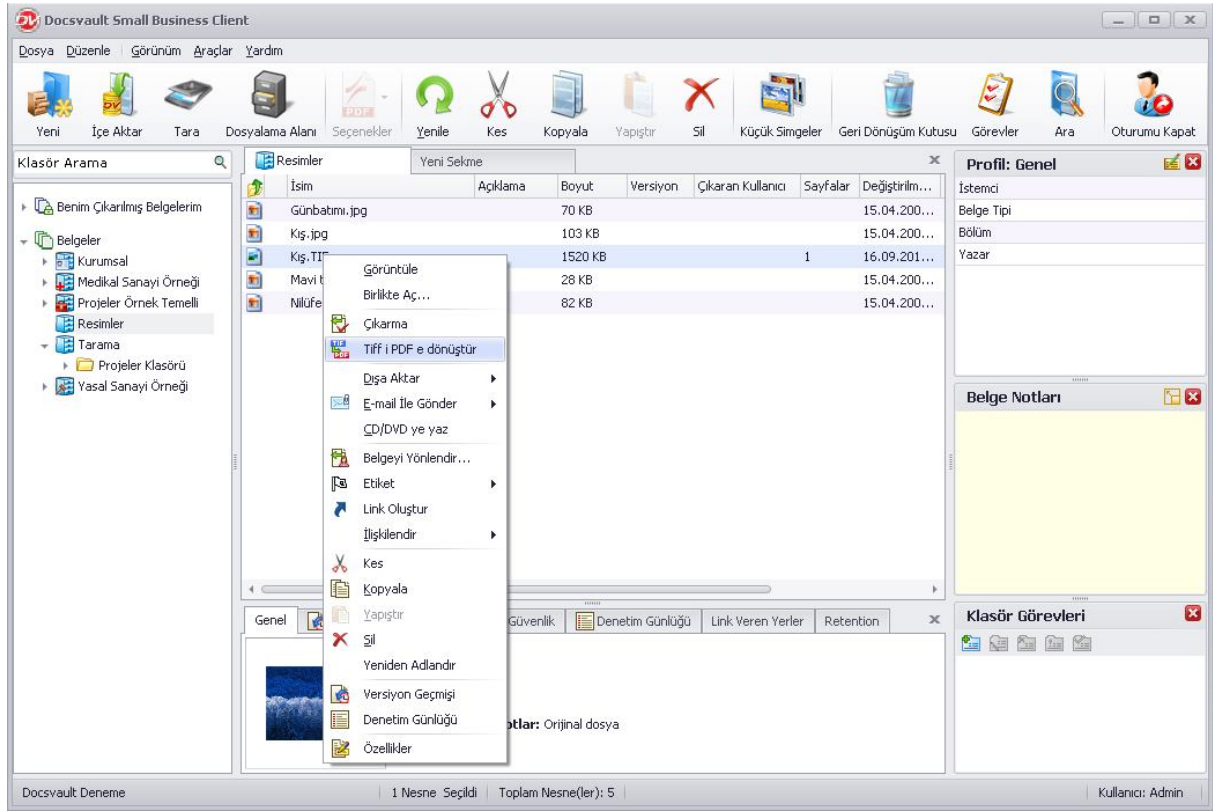 Docsvault Small Business Client
Dosya Düzenle Görünüm Araçlar Yardım
Yeni İçe Aktar Tara Dosyalama Alanı Seçenekler Yenile Kes Kopyala Yapıştır Sil Küçük Simgeler Geri Dönüşüm Kutusu Görevler Ara Oturumu Kapat
Klasör Arama
Benim Çıkarılmış Belgelerim
Belgeler
Kurumsal
Medikal Sanayi Örneği
Projeler Örnek Temelli
Resimler
Tarama
Projeler Klasörü
Yasal Sanayi Örneği
Resimler Yeni Sekme
İsim Açıklama Boyut Versiyon Çıkaran Kullanıcı Sayfalar Değiştirilm...
Günbatımı.jpg 70 KB 15.04.200...
Kış.jpg 103 KB 15.04.200...
Kış.TIF 1520 KB 1 16.09.201...
Mavi t 28 KB 15.04.200...
Nilüfe 82 KB 15.04.200...
Görüntüle
Birlikte Aç...
Çıkarma
Tiff i PDF e dönüştür
Dışa Aktar
E-mail İle Gönder
CD/DVD ye yaz
Belgeyi Yönlendir...
Etiket
Link Oluştur
İlişkilendir
Kes
Kopyala
Yapıştır
Sil
Yeniden Adlandır
Versiyon Geçmişi
Denetim Günlüğü
Özellikler
Genel Güvenlik Denetim Günlüğü Link Veren Yerler Retention
otlar: Orijinal dosya
Profil: Genel
İstemci
Belge Tipi
Bölüm
Yazar
Belge Notları
Klasör Görevleri
Docsvault Deneme 1 Nesne Seçildi Toplam Nesne(ler): 5 Kullanıcı: Admin